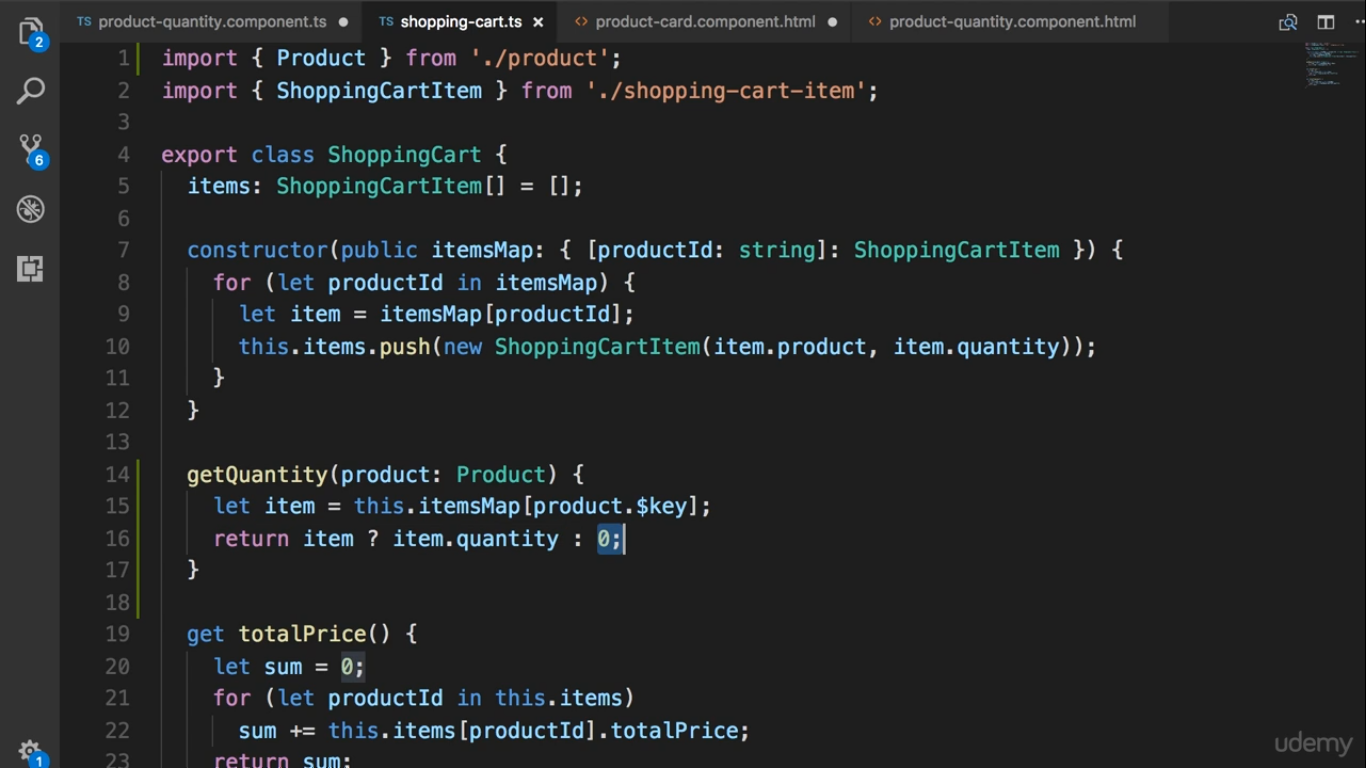 product-quantity.component.ts
shopping-cart.ts
product-card.component.html
product-quantity.component.html
1 import { Product } from './product';
2 import { ShoppingCartItem } from './shopping-cart-item';
3
4 export class ShoppingCart {
5 items: ShoppingCartItem[] = [];
6
7 constructor(public itemsMap: { [productId: string]: ShoppingCartItem }) {
8 for (let productId in itemsMap) {
9 let item = itemsMap[productId];
10 this.items.push(new ShoppingCartItem(item.product, item.quantity));
11 }
12 }
13
14 getQuantity(product: Product) {
15 let item = this.itemsMap[product.$key];
16 return item ? item.quantity : 0;
17 }
18
19 get totalPrice() {
20 let sum = 0;
21 for (let productId in this.items)
22 sum += this.items[productId].totalPrice;
23 return sum;
TS
TS
2
6
1
udemy